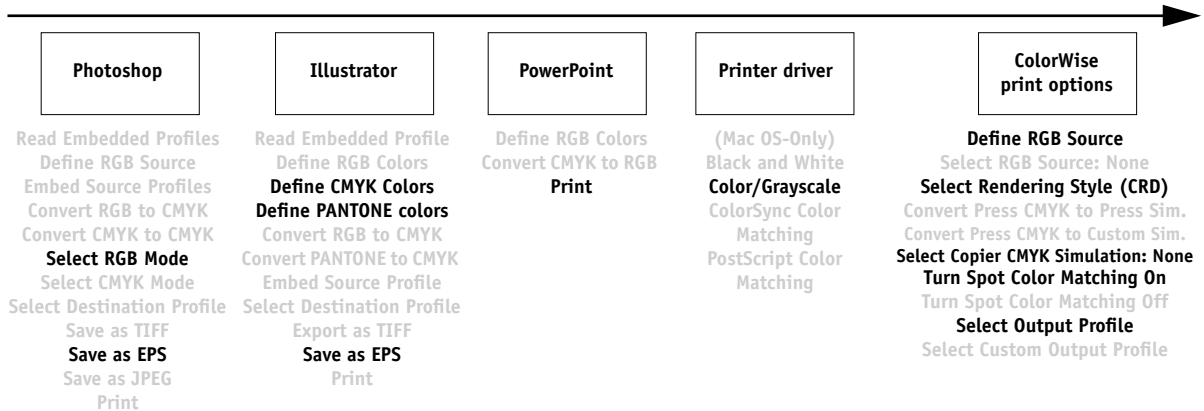 Photoshop
Illustrator
PowerPoint
Printer driver
ColorWise
print options
Read Embedded Profiles
Define RGB Source
Embed Source Profiles
Convert RGB to CMYK
Convert CMYK to CMYK
Select RGB Mode
Select CMYK Mode
Select Destination Profile
Save as TIFF
Save as EPS
Save as JPEG
Print
Read Embedded Profile
Define RGB Colors
Define CMYK Colors
Define PANTONE colors
Convert RGB to CMYK
Convert PANTONE to CMYK
Embed Source Profile
Select Destination Profile
Export as TIFF
Save as EPS
Print
Define RGB Colors
Convert CMYK to RGB
Print
(Mac OS-Only)
Black and White
Color/Grayscale
ColorSync Color
Matching
PostScript Color
Matching
Define RGB Source
Select RGB Source: None
Select Rendering Style (CRD)
Convert Press CMYK to Press Sim.
Convert Press CMYK to Custom Sim.
Select Copier CMYK Simulation: None
Turn Spot Color Matching On
Turn Spot Color Matching Off
Select Output Profile
Select Custom Output Profile